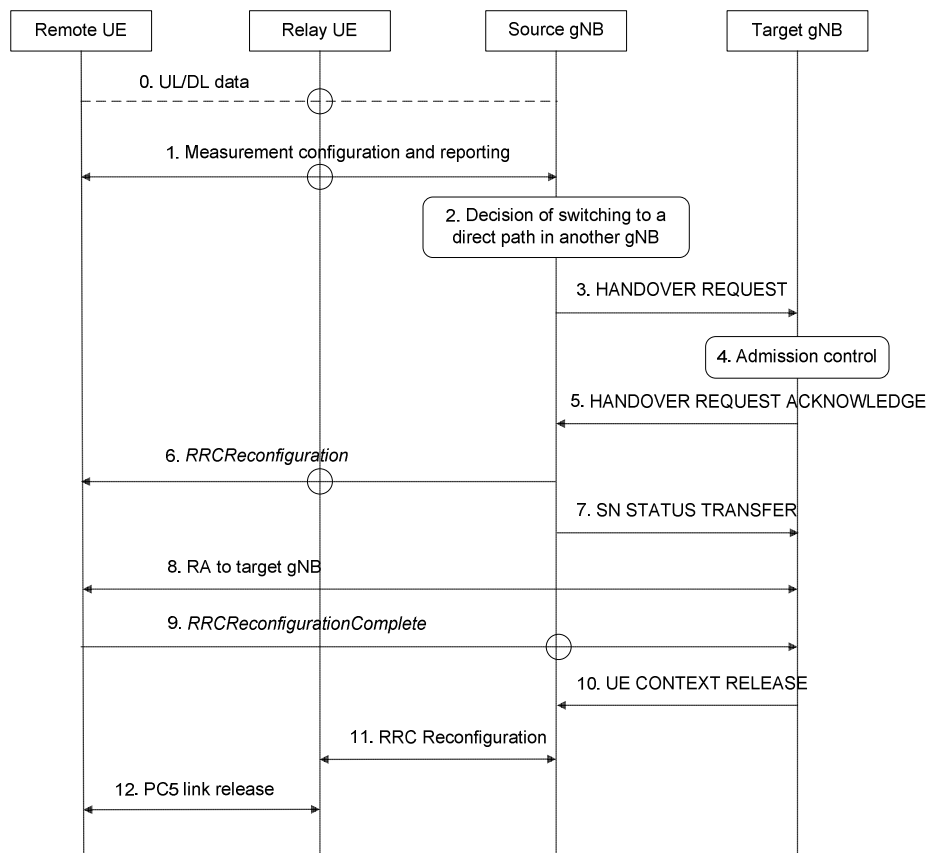 Remote UE
Relay UE
Source gNB
Target gNB
0. UL/DL data
1. Measurement configuration and reporting
2. Decision of switching to a
direct path in another gNB
3. HANDOVER REQUEST
4. Admission control
5. HANDOVER REQUEST ACKNOWLEDGE
6. RRCReconfiguration
7. SN STATUS TRANSFER
8. RA to target gNB
9. RRCReconfigurationComplete
10. UE CONTEXT RELEASE
11. RRC Reconfiguration
12. PC5 link release